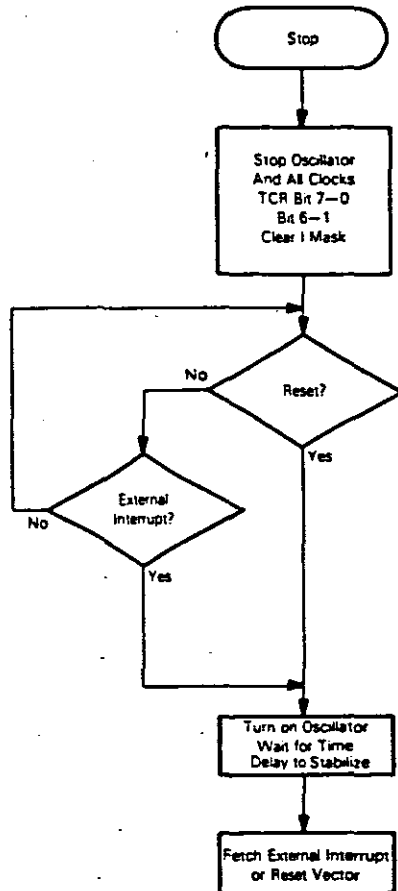 Stop
Stop Oscillator
And All Clocks
TCR Bit 7–0
Bit 6–1
Clear I Mask
No
Reset?
Yes
External
Interrupt?
No
Yes
Turn on Oscillator
Wait for Time
Delay to Stabilize
Fetch External Interrupt
or Reset Vector